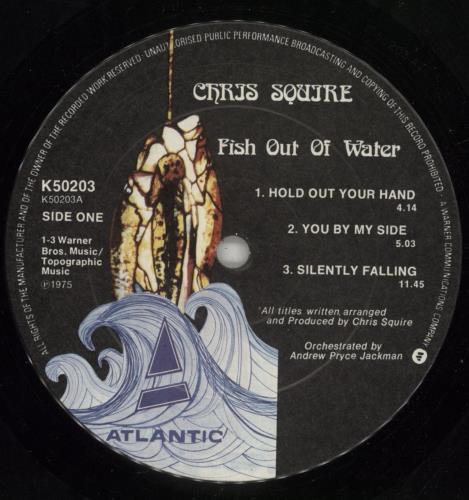 ALL RIGHTS OF THE MANUFACTURER AND OF THE OWNER OF THE RECORDED WORK RESERVED · UNAUTHORISED PUBLIC PERFORMANCE BROADCASTING AND COPYING OF THIS RECORD PROHIBITED · A WARNER COMMUNICATIONS COMPANY
CHRIS SQUIRE
Fish Out Of Water
K50203
K50203A
SIDE ONE
1-3 Warner
Bros. Music/
Topographic
Music
℗1975
1. HOLD OUT YOUR HAND
4.14
2. YOU BY MY SIDE
5.03
3. SILENTLY FALLING
11.45
All titles written, arranged
and Produced by Chris Squire
Orchestrated by
Andrew Pryce Jackman
ATLANTIC